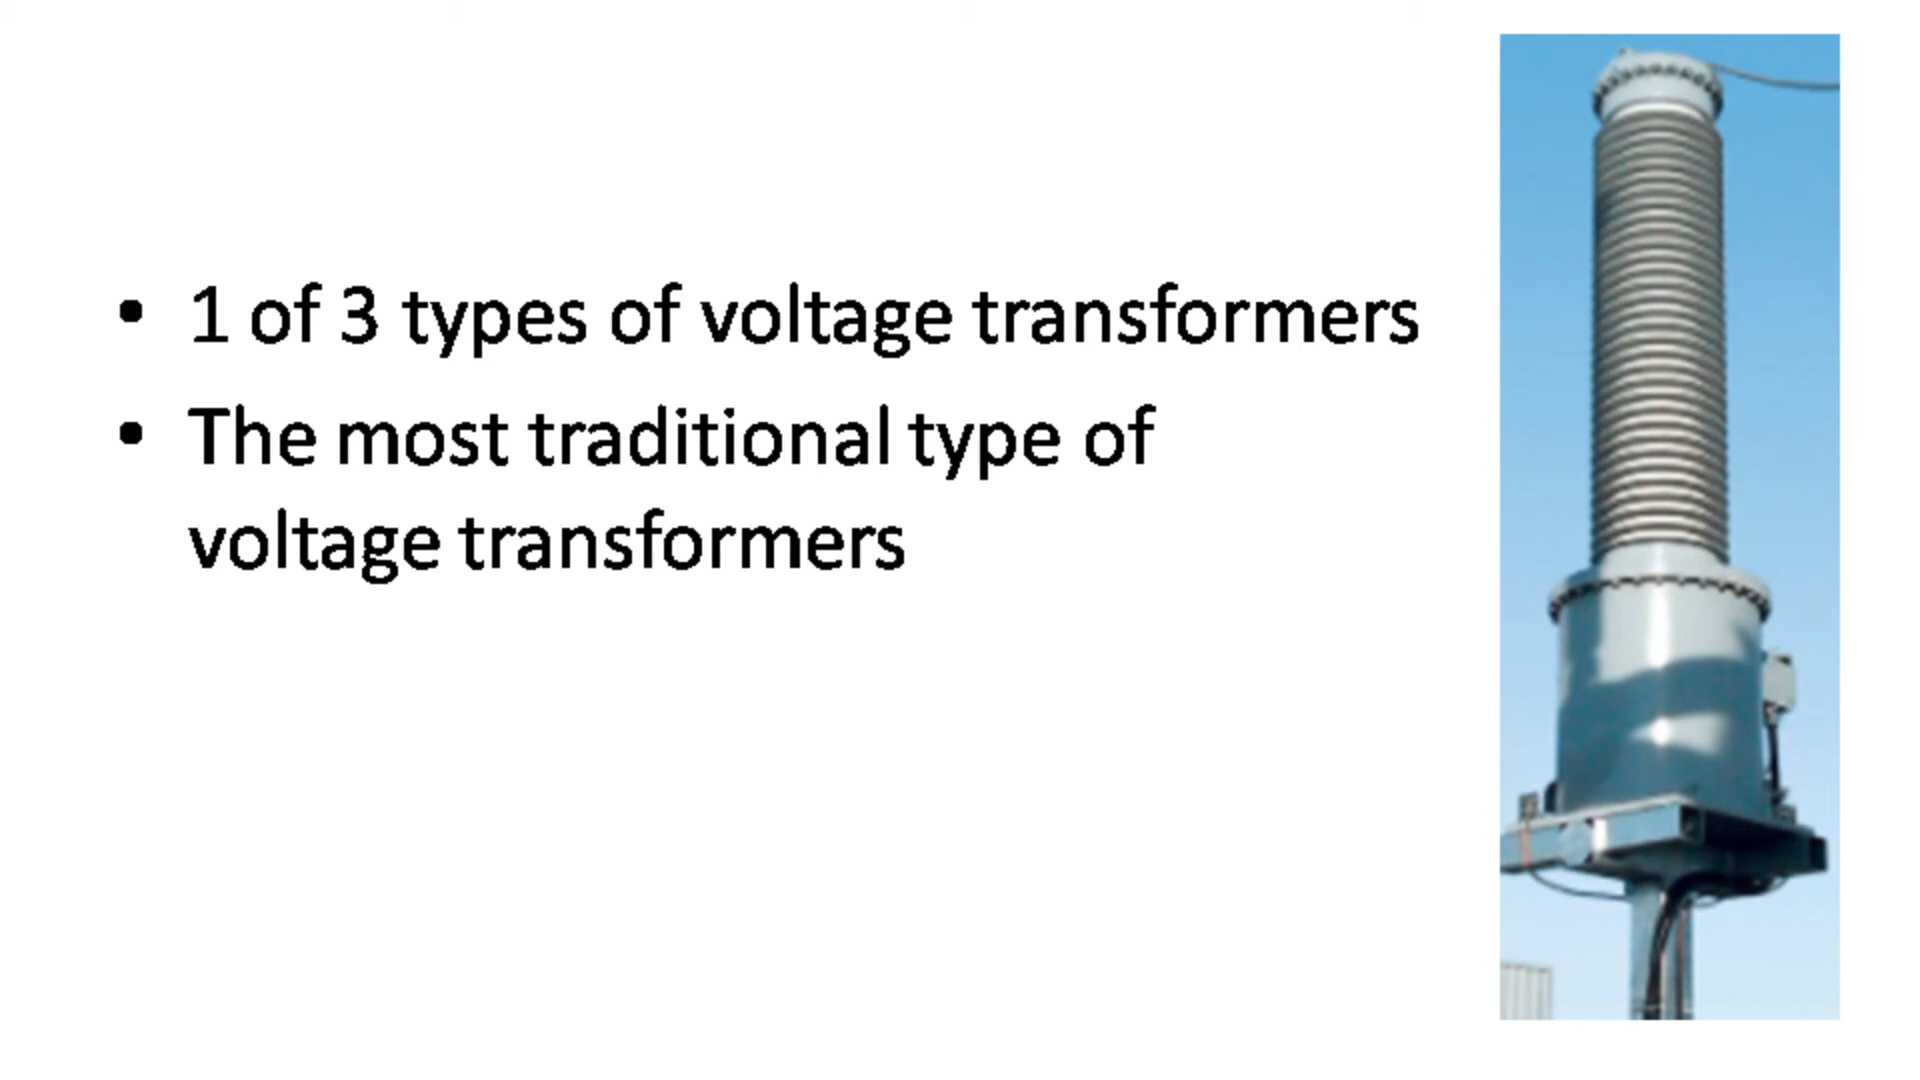 • 1 of 3 types of voltage transformers
• The most traditional type of
voltage transformers